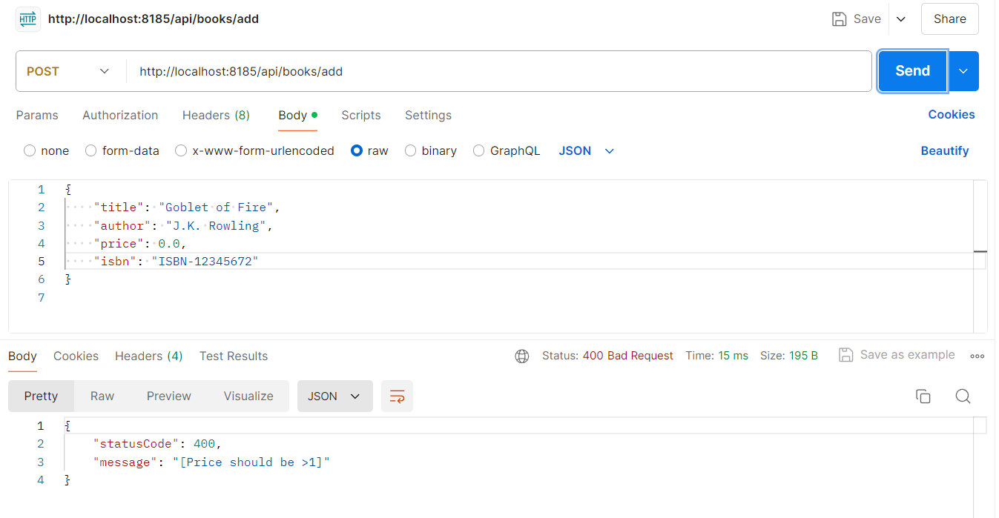 HTTP http://localhost:8185/api/books/add Save Share
POST http://localhost:8185/api/books/add Send
Params Authorization Headers (8) Body Scripts Settings Cookies
none form-data x-www-form-urlencoded raw binary GraphQL JSON Beautify
1 {
2 ····"title":·"Goblet·of·Fire",
3 ····"author":·"J.K.·Rowling",
4 ····"price":·0.0,
5 ····"isbn":·"ISBN-12345672"
6 }
7
Body Cookies Headers (4) Test Results Status: 400 Bad Request Time: 15 ms Size: 195 B Save as example
Pretty Raw Preview Visualize JSON
1 {
2 "statusCode": 400,
3 "message": "[Price should be >1]"
4 }